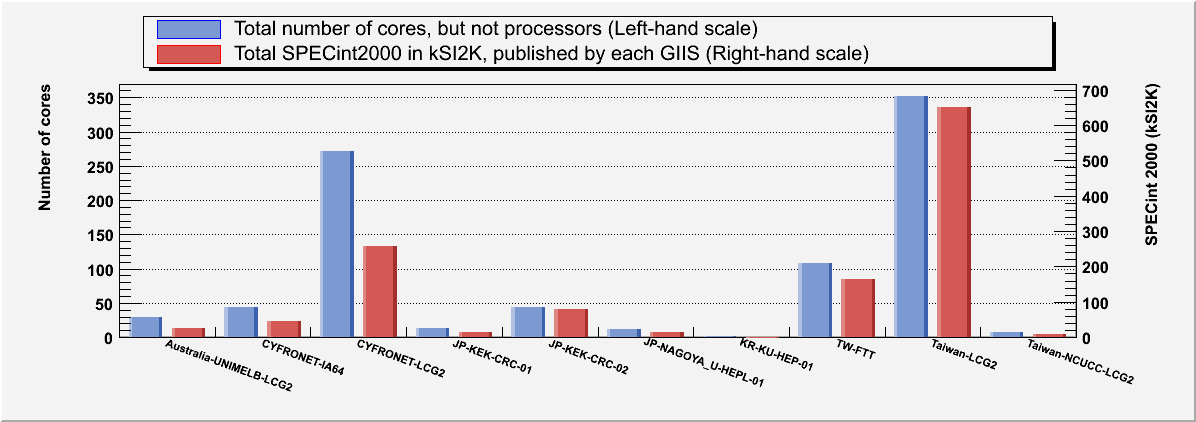 Total number of cores, but not processors (Left-hand scale)
Total SPECint2000 in kSI2K, published by each GIIS (Right-hand scale)
Number of cores
350
300
250
200
150
100
50
0
700
600
500
400
300
200
100
0
SPECint 2000 (kSI2K)
Australia-UNIMELB-LCG2
CYFRONET-IA64
CYFRONET-LCG2
JP-KEK-CRC-01
JP-KEK-CRC-02
JP-NAGOYA_U-HEPL-01
KR-KU-HEP-01
TW-FTT
Taiwan-LCG2
Taiwan-NCUCC-LCG2